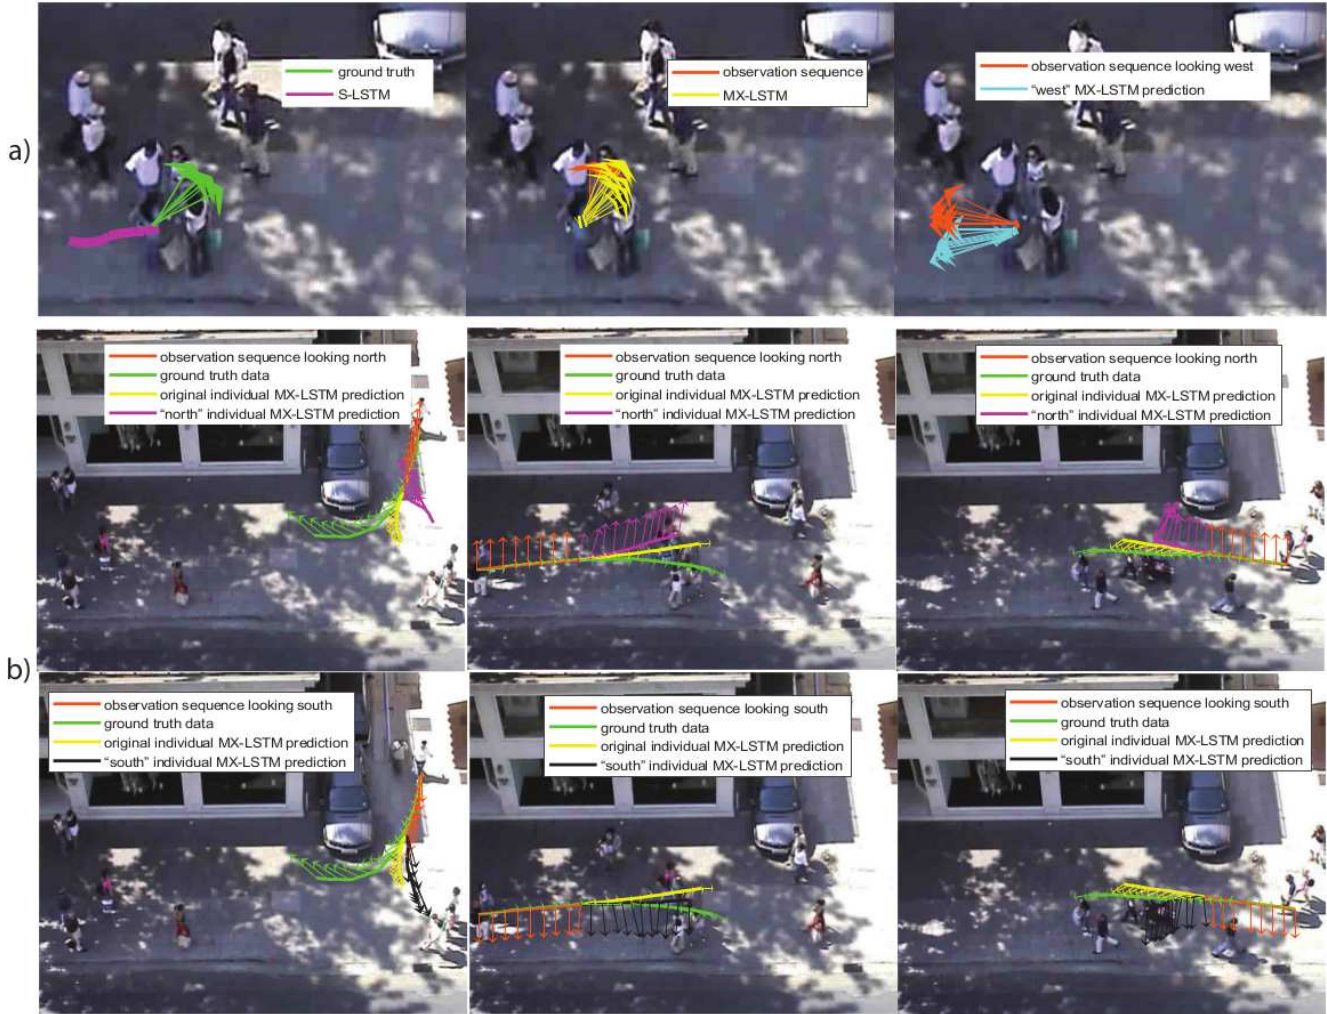 a)
ground truth
S-LSTM
observation sequence
MX-LSTM
observation sequence looking west
“west” MX-LSTM prediction
b)
observation sequence looking north
ground truth data
original individual MX-LSTM prediction
“north” individual MX-LSTM prediction
observation sequence looking north
ground truth data
original individual MX-LSTM prediction
“north” individual MX-LSTM prediction
observation sequence looking north
ground truth data
original individual MX-LSTM prediction
“north” individual MX-LSTM prediction
observation sequence looking south
ground truth data
original individual MX-LSTM prediction
“south” individual MX-LSTM prediction
observation sequence looking south
ground truth data
original individual MX-LSTM prediction
“south” individual MX-LSTM prediction
observation sequence looking south
ground truth data
original individual MX-LSTM prediction
“south” individual MX-LSTM prediction